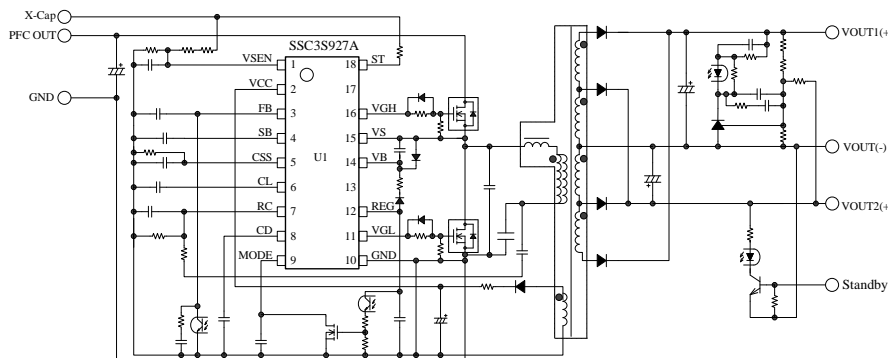 X-Cap
PFC OUT
GND
SSC3S927A
U1
VSEN 1
VCC 2
FB 3
SB 4
CSS 5
CL 6
RC 7
CD 8
MODE 9
18 ST
17
16 VGH
15 VS
14 VB
13
12 REG
11 VGL
10 GND
VOUT1(+
VOUT(-)
VOUT2(+
Standby